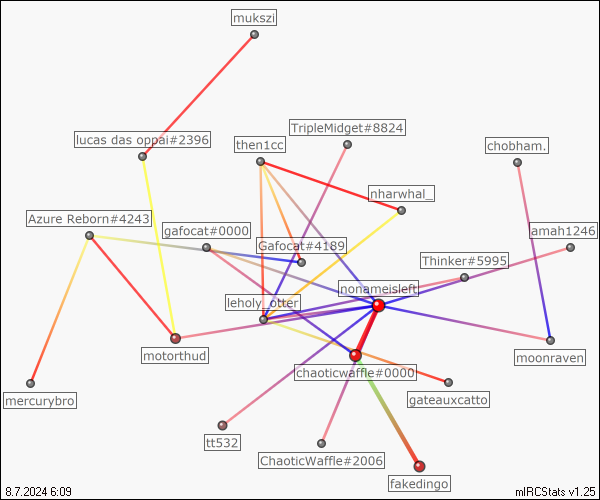 mukszi
TripleMidget#8824
lucas das oppai#2396
then1cc
chobham.
nharwhal_
Azure Reborn#4243
gafocat#0000
amah1246
Gafocat#4189
Thinker#5995
nonameisleft
leholy_otter
motorthud
moonraven
chaoticwaffle#0000
mercurybro
gateauxcatto
tt532
ChaoticWaffle#2006
fakedingo
8.7.2024 6:09
mIRCStats v1.25